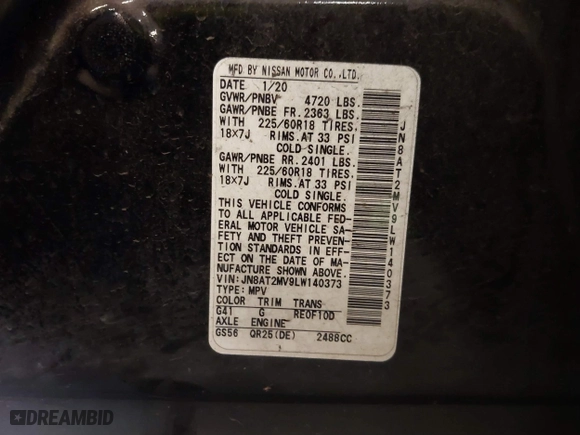 MFD BY NISSAN MOTOR CO.,LTD.
DATE 1/20
GVWR/PNBV 4720 LBS.
GAWR/PNBE FR. 2363 LBS.
WITH 225/60R18 TIRES.
18×7J RIMS.AT 33 PSI
COLD SINGLE.
GAWR/PNBE RR. 2401 LBS.
WITH 225/60R18 TIRES.
18×7J RIMS.AT 33 PSI
COLD SINGLE.
THIS VEHICLE CONFORMS
TO ALL APPLICABLE FED-
ERAL MOTOR VEHICLE SA-
FETY AND THEFT PREVEN-
TION STANDARDS IN EFF-
ECT ON THE DATE OF MA-
NUFACTURE SHOWN ABOVE.
VIN: JN8AT2MV9LW140373
TYPE: MPV
COLOR TRIM TRANS
G41 G RE0F10D
AXLE ENGINE
GS56 QR25(DE) 2488CC
JN8AT2MV9LW140373
DREAMBID